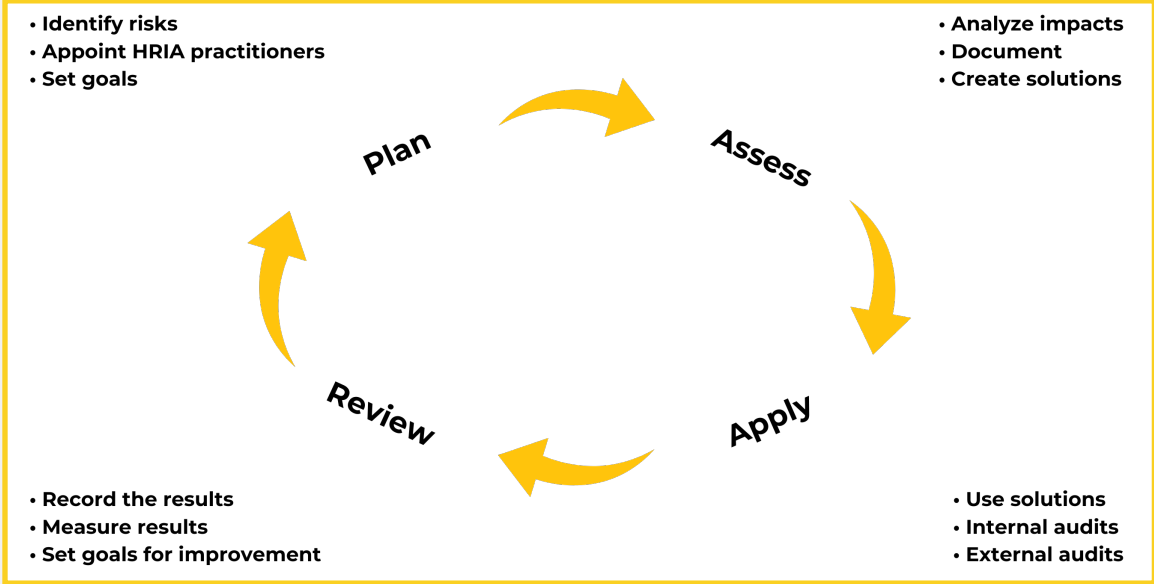 • Identify risks
• Appoint HRIA practitioners
• Set goals
• Analyze impacts
• Document
• Create solutions
Plan
Assess
Review
Apply
• Record the results
• Measure results
• Set goals for improvement
• Use solutions
• Internal audits
• External audits